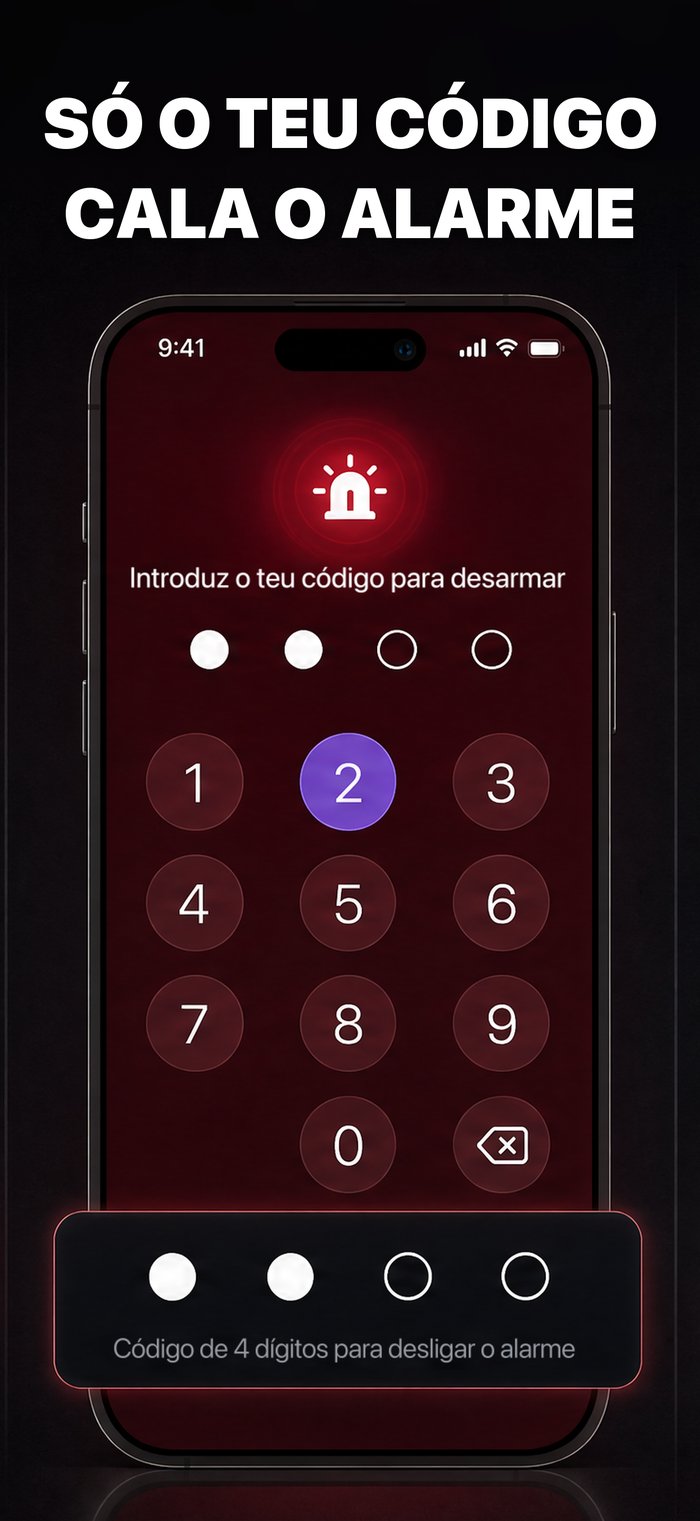 SÓ O TEU CÓDIGO
CALA O ALARME
9:41
Introduz o teu código para desarmar
1 2 3
4 5 6
7 8 9
0
Código de 4 dígitos para desligar o alarme